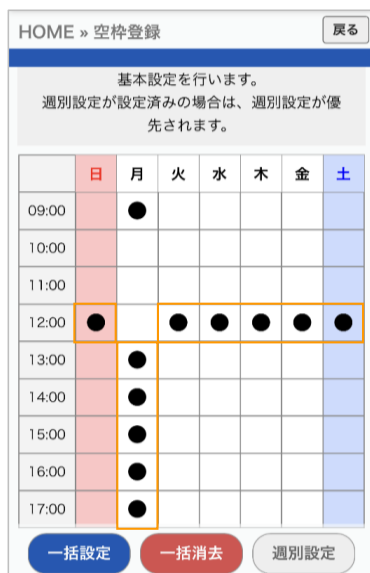 HOME » 空枠登録
戻る
基本設定を行います。
週別設定が設定済みの場合は、週別設定が優
先されます。
日 月 火 水 木 金 土
09:00 ●
10:00
11:00
12:00 ● ● ● ● ● ●
13:00 ●
14:00 ●
15:00 ●
16:00 ●
17:00 ●
一括設定 一括消去 週別設定